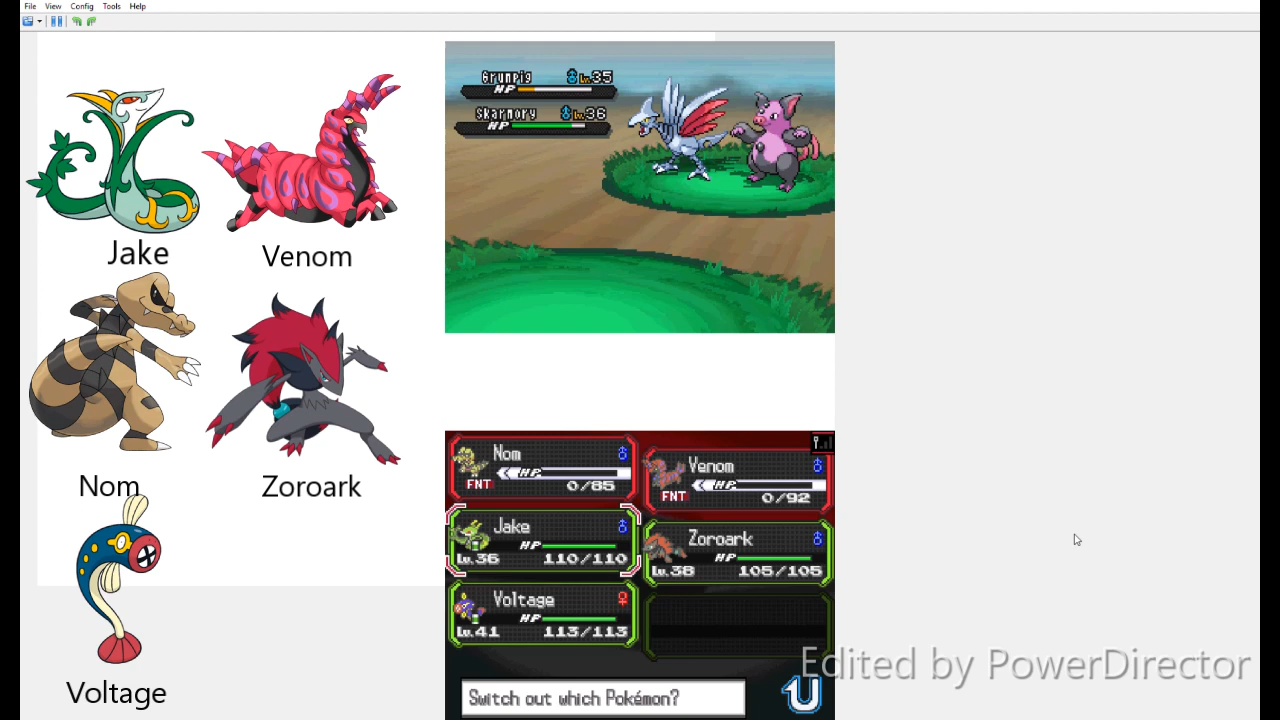 File View Config Tools Help
Grumpig ♂ Lv.35
HP
Skarmory ♂ Lv.36
HP
Jake Venom
Nom Zoroark
Voltage
Nom ♂
HP
FNT 0/85
Venom ♂
HP
FNT 0/92
Jake ♂
HP
Lv.36 110/110
Zoroark ♂
HP
Lv.38 105/105
Voltage ♀
HP
Lv.41 113/113
Switch out which Pokémon?
Edited by PowerDirector